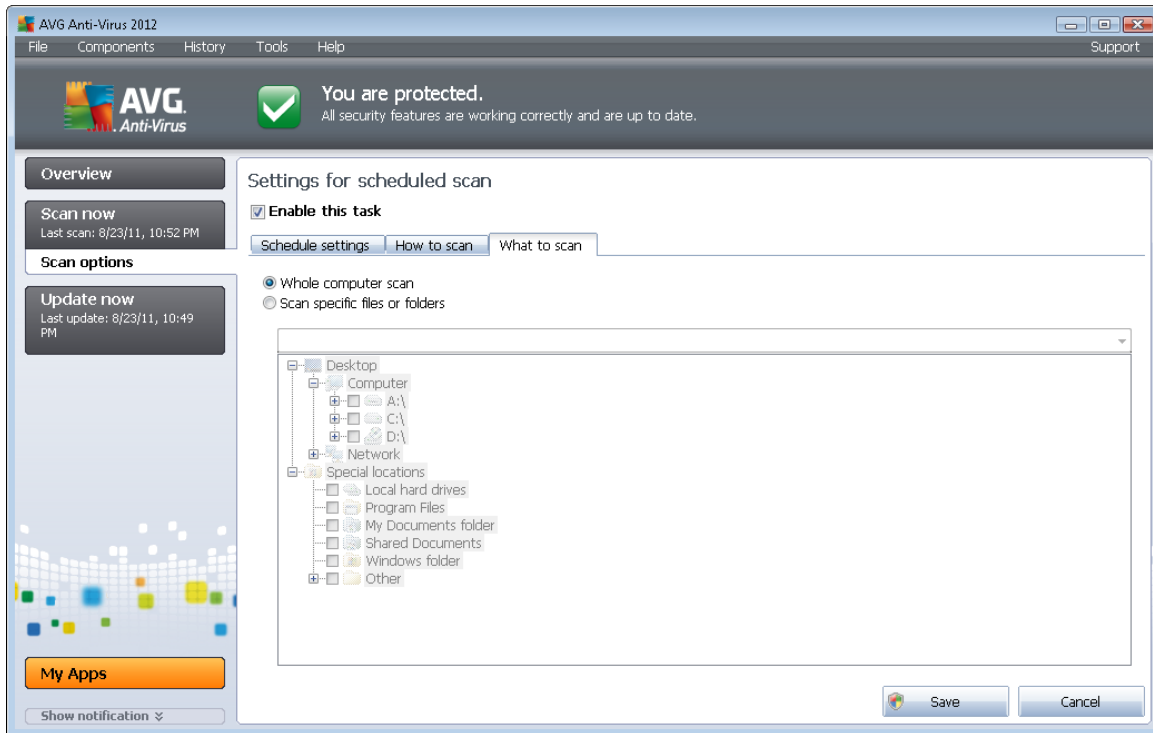 AVG Anti-Virus 2012
File Components History Tools Help Support
AVG.
Anti-Virus
You are protected.
All security features are working correctly and are up to date.
Overview
Scan now
Last scan: 8/23/11, 10:52 PM
Scan options
Update now
Last update: 8/23/11, 10:49
PM
My Apps
Show notification
Settings for scheduled scan
Enable this task
Schedule settings How to scan What to scan
Whole computer scan
Scan specific files or folders
Desktop
Computer
A:\
C:\
D:\
Network
Special locations
Local hard drives
Program Files
My Documents folder
Shared Documents
Windows folder
Other
Save Cancel